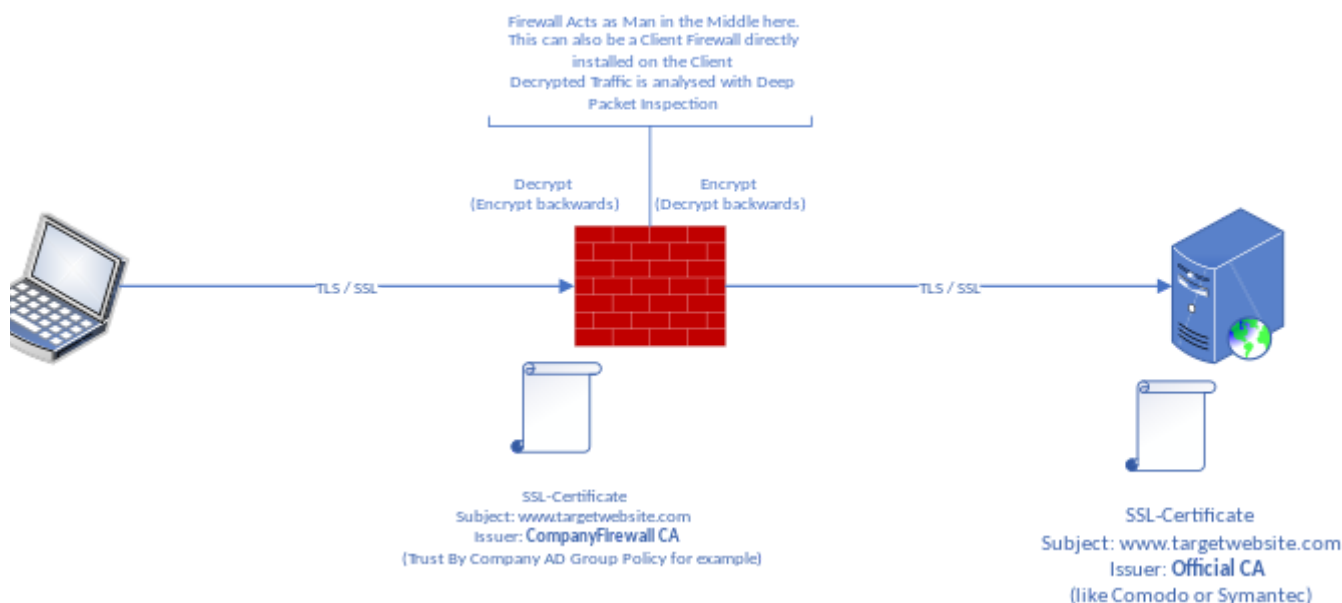 Firewall Acts as Man in the Middle here.
This can also be a Client Firewall directly
installed on the Client
Decrypted Traffic is analysed with Deep
Packet Inspection
Decrypt
(Encrypt backwards)
Encrypt
(Decrypt backwards)
TLS / SSL
TLS / SSL
SSL-Certificate
Subject: www.targetwebsite.com
Issuer: CompanyFirewall CA
(Trust By Company AD Group Policy for example)
SSL-Certificate
Subject: www.targetwebsite.com
Issuer: Official CA
(like Comodo or Symantec)